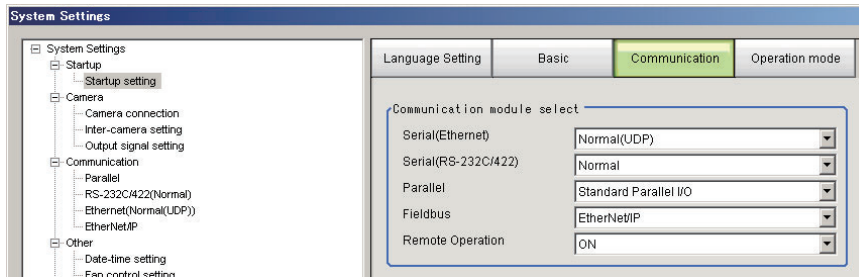 System Settings
System Settings
Startup
Startup setting
Camera
Camera connection
Inter-camera setting
Output signal setting
Communication
Parallel
RS-232C/422(Normal)
Ethernet(Normal(UDP))
EtherNet/IP
Other
Date-time setting
Fan control setting
Language Setting Basic Communication Operation mode
Communication module select
Serial(Ethernet) Normal(UDP)
Serial(RS-232C/422) Normal
Parallel Standard Parallel I/O
Fieldbus EtherNet/IP
Remote Operation ON